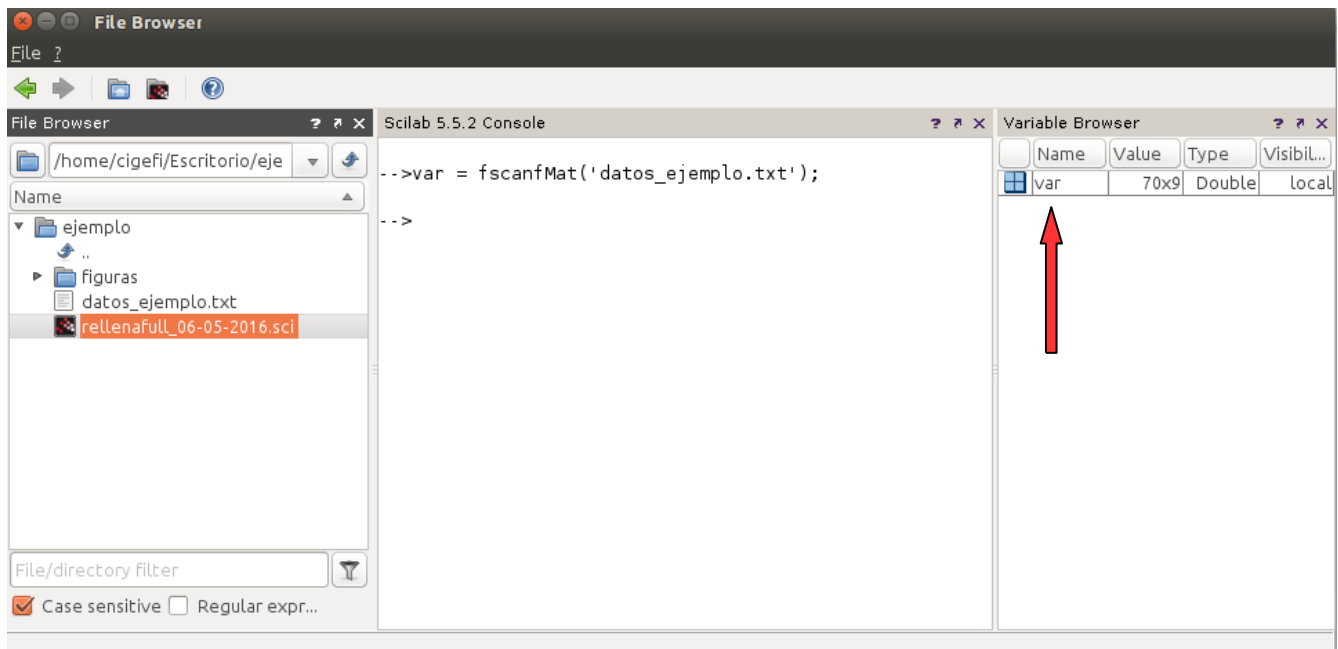 File Browser
File ?
File Browser ? X
/home/cigefi/Escritorio/eje
Name
ejemplo
..
figuras
datos_ejemplo.txt
rellenafull_06-05-2016.sci
File/directory filter
Case sensitive Regular expr...
Scilab 5.5.2 Console ? X
-->var = fscanfMat('datos_ejemplo.txt');
-->
Variable Browser ? X
Name Value Type Visibil...
var 70x9 Double local